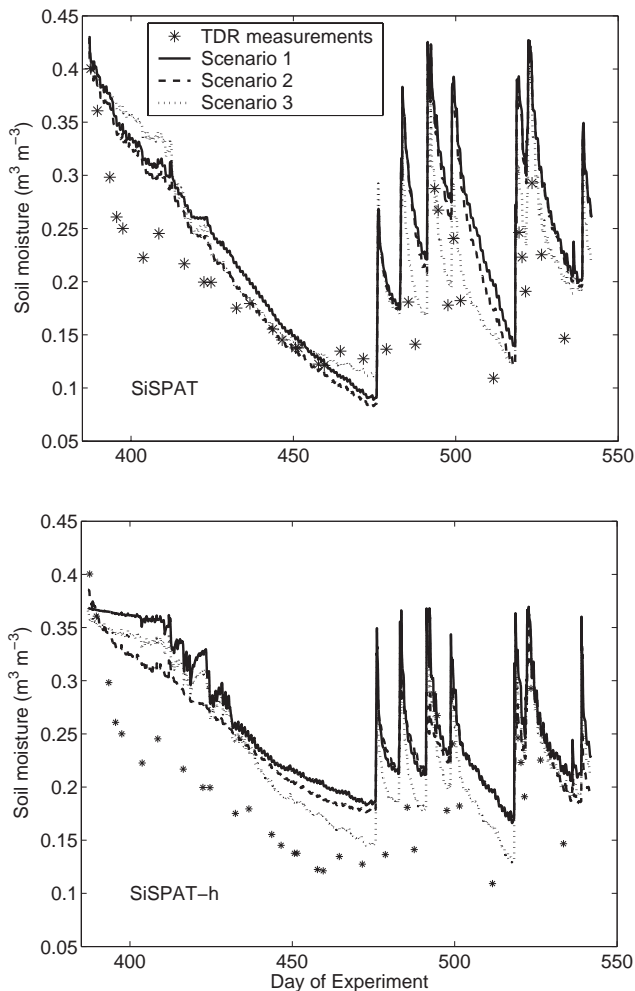 0.45
0.4
0.35
0.3
0.25
0.2
0.15
0.1
0.05
Soil moisture (m³ m−³)
TDR measurements
Scenario 1
Scenario 2
Scenario 3
SiSPAT
400
450
500
550
0.45
0.4
0.35
0.3
0.25
0.2
0.15
0.1
0.05
Soil moisture (m³ m−³)
SiSPAT−h
400
450
500
550
Day of Experiment